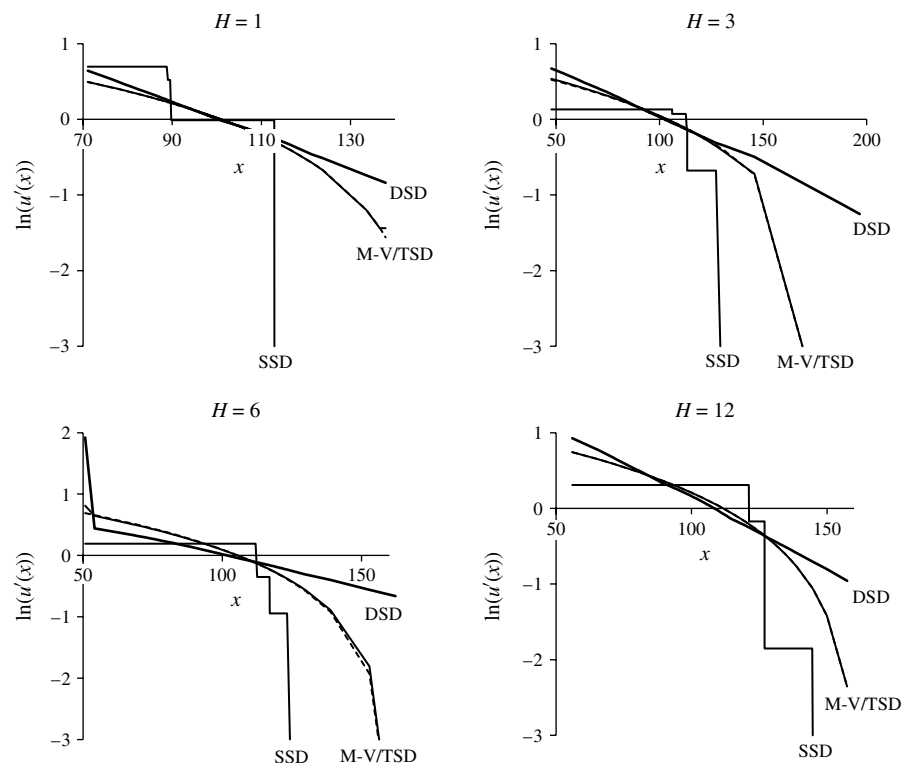 H = 1
1
0
−1
−2
−3
70
90
110
130
x
ln(u′(x))
DSD
M-V/TSD
SSD
H = 3
1
0
−1
−2
−3
50
100
150
200
x
ln(u′(x))
DSD
SSD
M-V/TSD
H = 6
2
1
0
−1
−2
−3
50
100
150
x
ln(u′(x))
DSD
SSD
M-V/TSD
H = 12
1
0
−1
−2
−3
50
100
150
x
ln(u′(x))
DSD
M-V/TSD
SSD